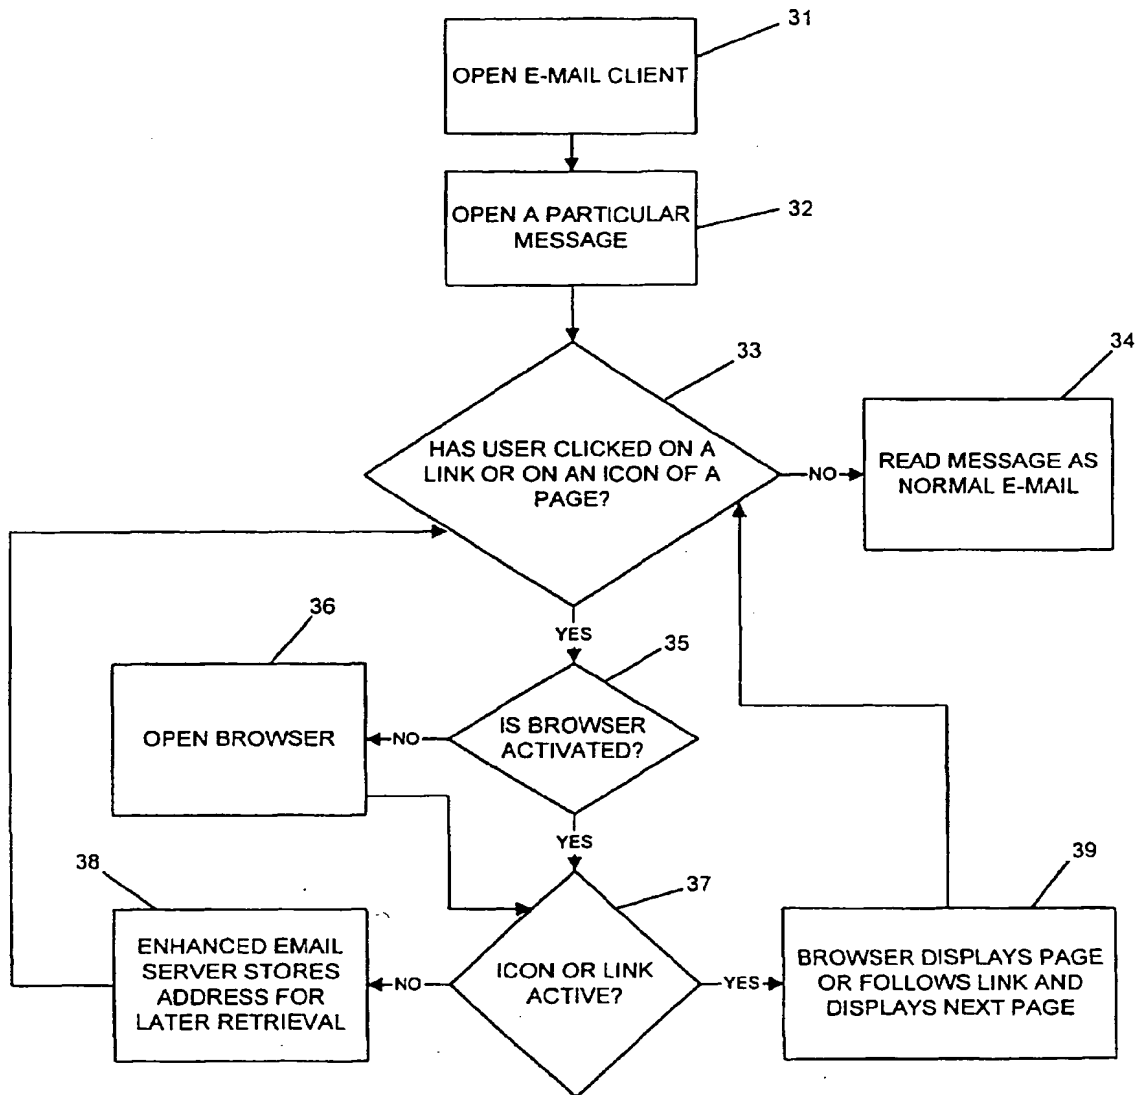 31
OPEN E-MAIL CLIENT
32
OPEN A PARTICULAR
MESSAGE
33
HAS USER CLICKED ON A
LINK OR ON AN ICON OF A
PAGE?
NO
34
READ MESSAGE AS
NORMAL E-MAIL
YES
35
IS BROWSER
ACTIVATED?
NO
36
OPEN BROWSER
YES
37
ICON OR LINK
ACTIVE?
NO
38
ENHANCED EMAIL
SERVER STORES
ADDRESS FOR
LATER RETRIEVAL
YES
39
BROWSER DISPLAYS PAGE
OR FOLLOWS LINK AND
DISPLAYS NEXT PAGE